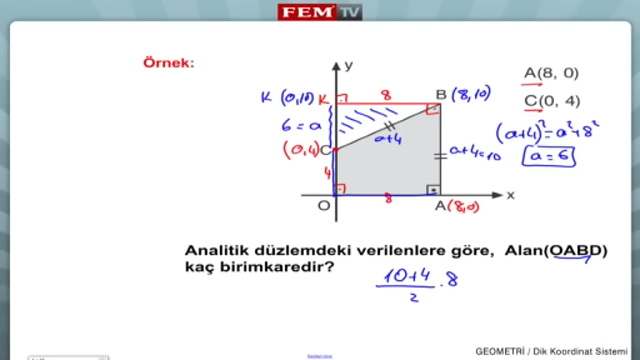 FEM TV
Örnek:
y
A(8, 0)
C(0, 4)
K (0,10) K
8
B (8,10)
6 = a
a+4
(a+4)² = a² + 8²
a = 6
(0,4) C
a+4=10
4
O
8
A (8,0)
x
Analitik düzlemdeki verilenlere göre, Alan(OABD)
kaç birimkaredir?
10+4
2
. 8
GEOMETRİ / Dik Koordinat Sistemi